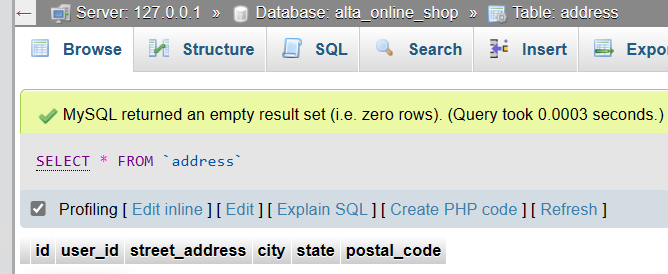 ← Server: 127.0.0.1 » Database: alta_online_shop » Table: address
Browse Structure SQL Search Insert Expo
MySQL returned an empty result set (i.e. zero rows). (Query took 0.0003 seconds.)
SELECT * FROM `address`
Profiling [ Edit inline ] [ Edit ] [ Explain SQL ] [ Create PHP code ] [ Refresh ]
id user_id street_address city state postal_code